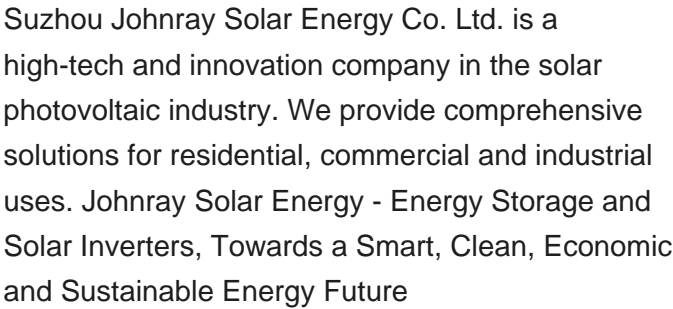 Suzhou Johnray Solar Energy Co. Ltd. is a
high-tech and innovation company in the solar
photovoltaic industry. We provide comprehensive
solutions for residential, commercial and industrial
uses. Johnray Solar Energy - Energy Storage and
Solar Inverters, Towards a Smart, Clean, Economic
and Sustainable Energy Future